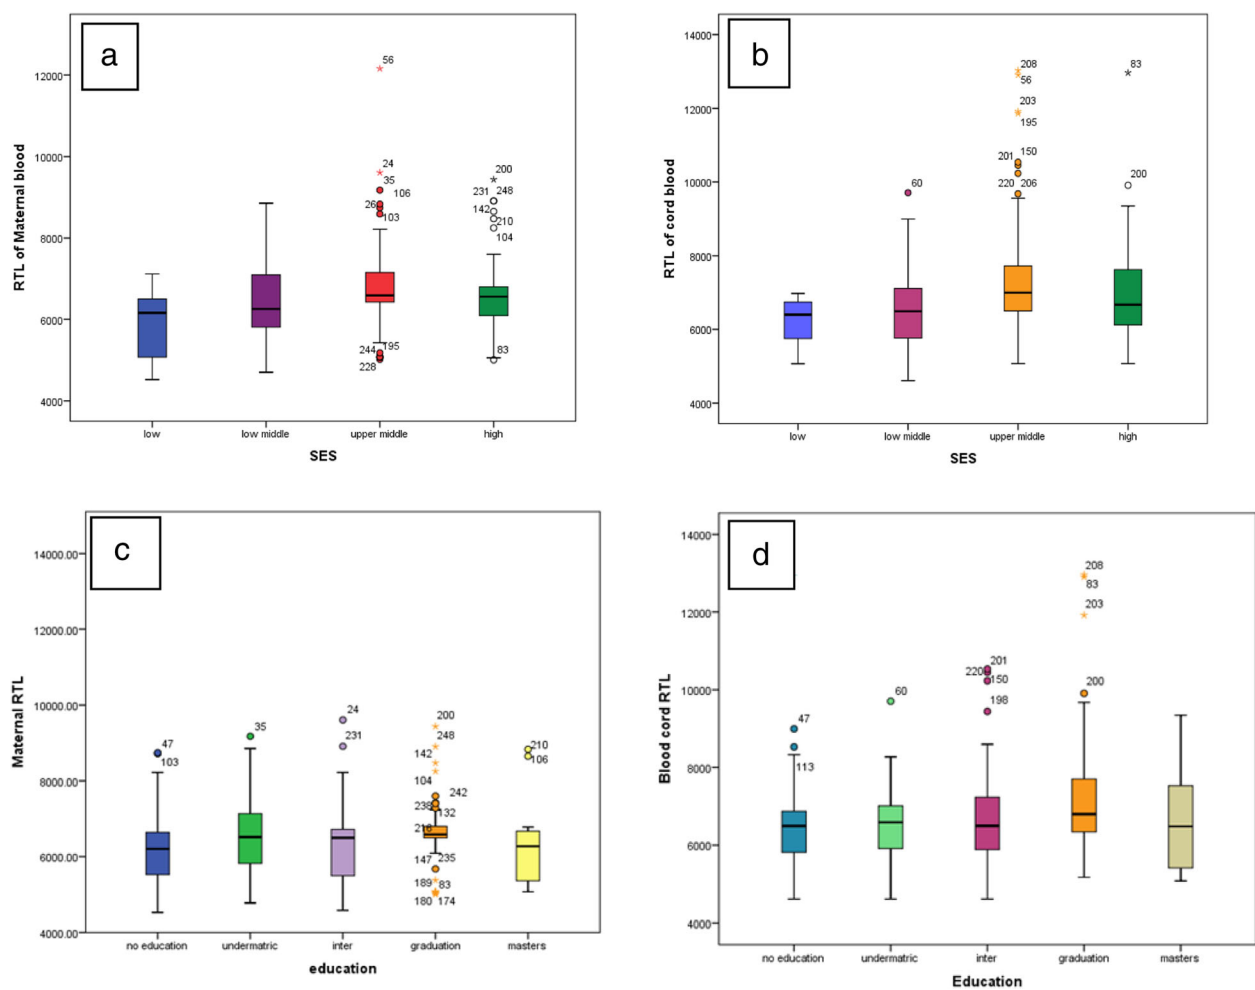 a
RTL of Maternal blood
12000
10000
8000
6000
4000
56
24
35
106
26
103
244
195
228
200
231
248
142
210
104
83
low
low middle
upper middle
high
SES
b
RTL of cord blood
14000
12000
10000
8000
6000
4000
60
208
56
203
195
201
150
220
206
83
200
low
low middle
upper middle
high
SES
c
Maternal RTL
14000.00
12000.00
10000.00
8000.00
6000.00
4000.00
47
103
35
24
231
200
248
142
104
242
238
132
216
147
235
189
83
180
174
210
106
no education
undermatric
inter
graduation
masters
education
d
Blood cord RTL
14000
12000
10000
8000
6000
4000
47
113
60
201
220
150
198
208
83
203
200
no education
undermatric
inter
graduation
masters
Education